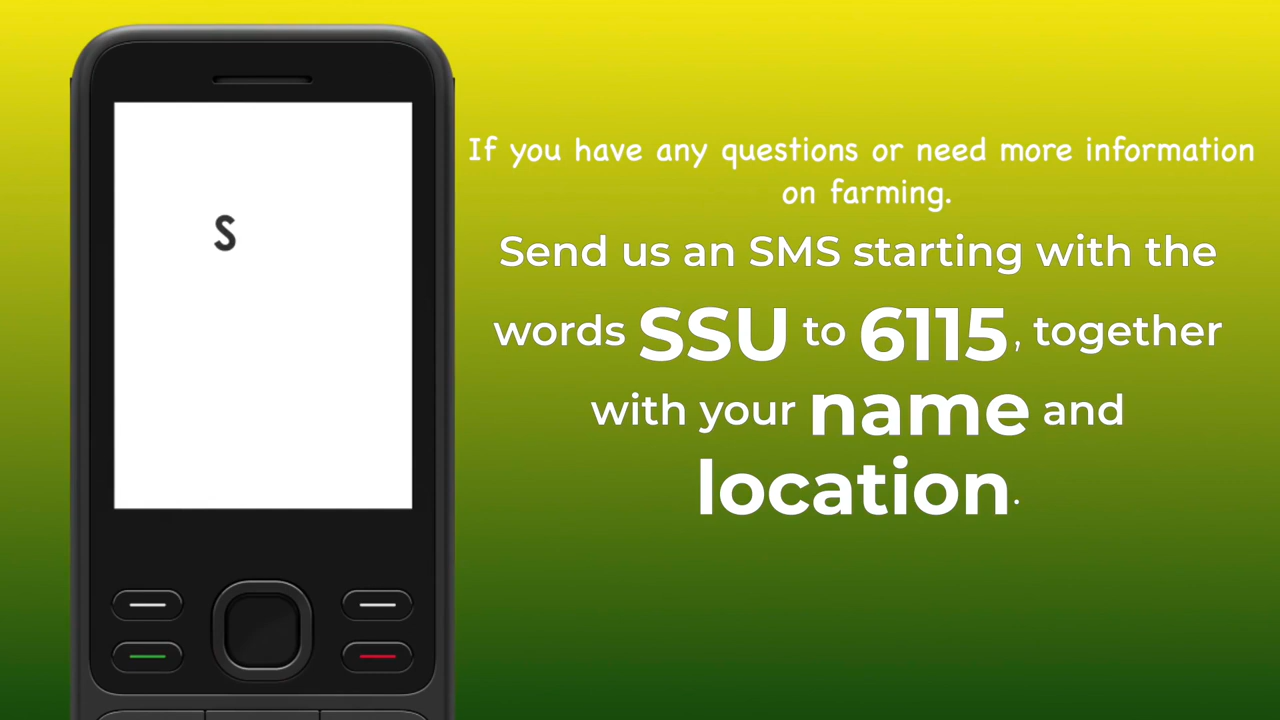 S
If you have any questions or need more information
on farming.
Send us an SMS starting with the
words SSU to 6115, together
with your name and
location.